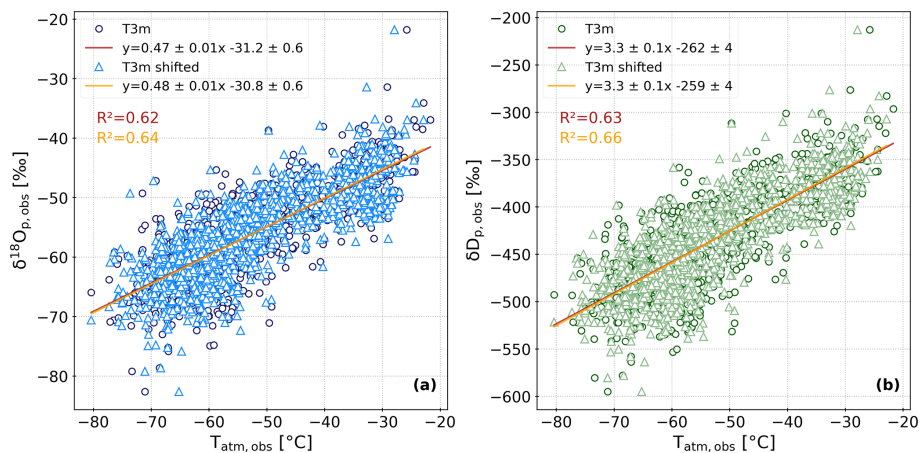 T3m
y=0.47 ± 0.01x -31.2 ± 0.6
T3m shifted
y=0.48 ± 0.01x -30.8 ± 0.6
R²=0.62
R²=0.64
−20
−30
−40
−50
−60
−70
−80
δ¹⁸Op, obs [‰]
(a)
−80 −70 −60 −50 −40 −30 −20
Tatm, obs [°C]
T3m
y=3.3 ± 0.1x -262 ± 4
T3m shifted
y=3.3 ± 0.1x -259 ± 4
R²=0.63
R²=0.66
−200
−250
−300
−350
−400
−450
−500
−550
−600
δDp, obs [‰]
(b)
−80 −70 −60 −50 −40 −30 −20
Tatm, obs [°C]